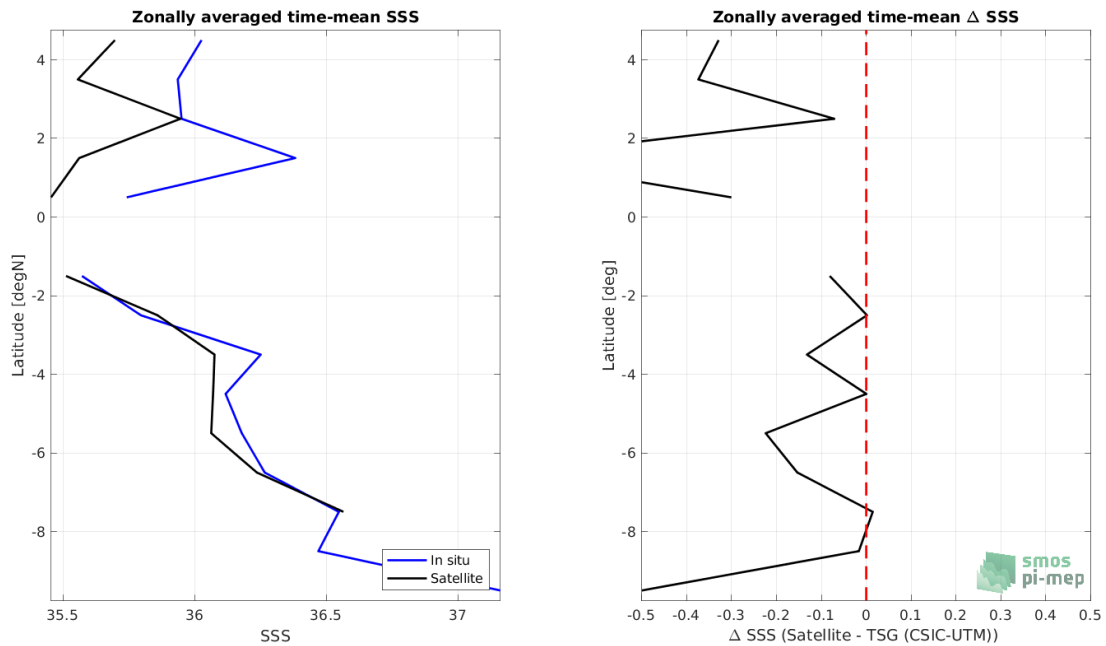 Zonally averaged time-mean SSS
Latitude [degN]
4
2
0
-2
-4
-6
-8
35.5
36
36.5
37
SSS
In situ
Satellite
Zonally averaged time-mean Δ SSS
Latitude [deg]
4
2
0
-2
-4
-6
-8
-0.5
-0.4
-0.3
-0.2
-0.1
0
0.1
0.2
0.3
0.4
0.5
Δ SSS (Satellite - TSG (CSIC-UTM))
smos
pi-mep